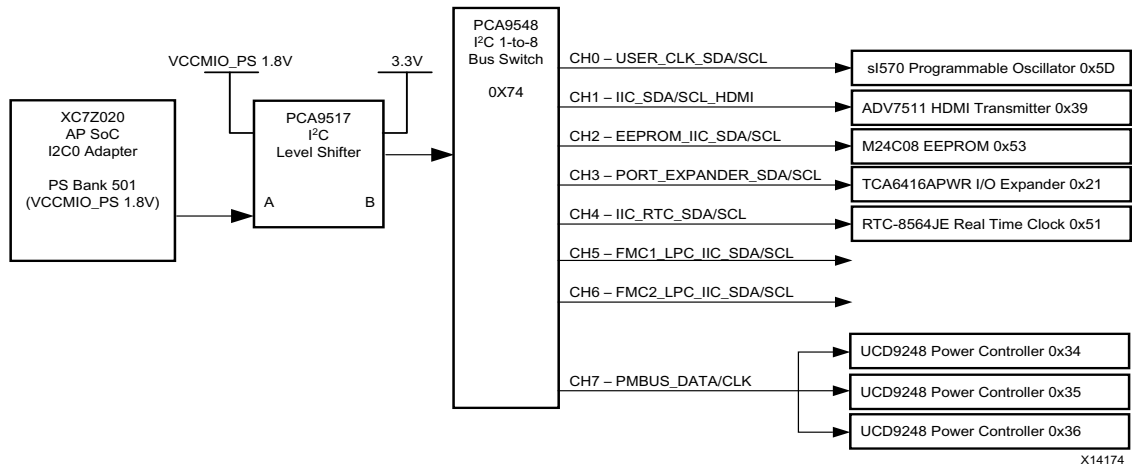 VCCMIO_PS 1.8V
3.3V
XC7Z020
AP SoC
I2C0 Adapter
PS Bank 501
(VCCMIO_PS 1.8V)
PCA9517
I²C
Level Shifter
A
B
PCA9548
I²C 1-to-8
Bus Switch
0X74
CH0 – USER_CLK_SDA/SCL
sI570 Programmable Oscillator 0x5D
CH1 – IIC_SDA/SCL_HDMI
ADV7511 HDMI Transmitter 0x39
CH2 – EEPROM_IIC_SDA/SCL
M24C08 EEPROM 0x53
CH3 – PORT_EXPANDER_SDA/SCL
TCA6416APWR I/O Expander 0x21
CH4 – IIC_RTC_SDA/SCL
RTC-8564JE Real Time Clock 0x51
CH5 – FMC1_LPC_IIC_SDA/SCL
CH6 – FMC2_LPC_IIC_SDA/SCL
CH7 – PMBUS_DATA/CLK
UCD9248 Power Controller 0x34
UCD9248 Power Controller 0x35
UCD9248 Power Controller 0x36
X14174